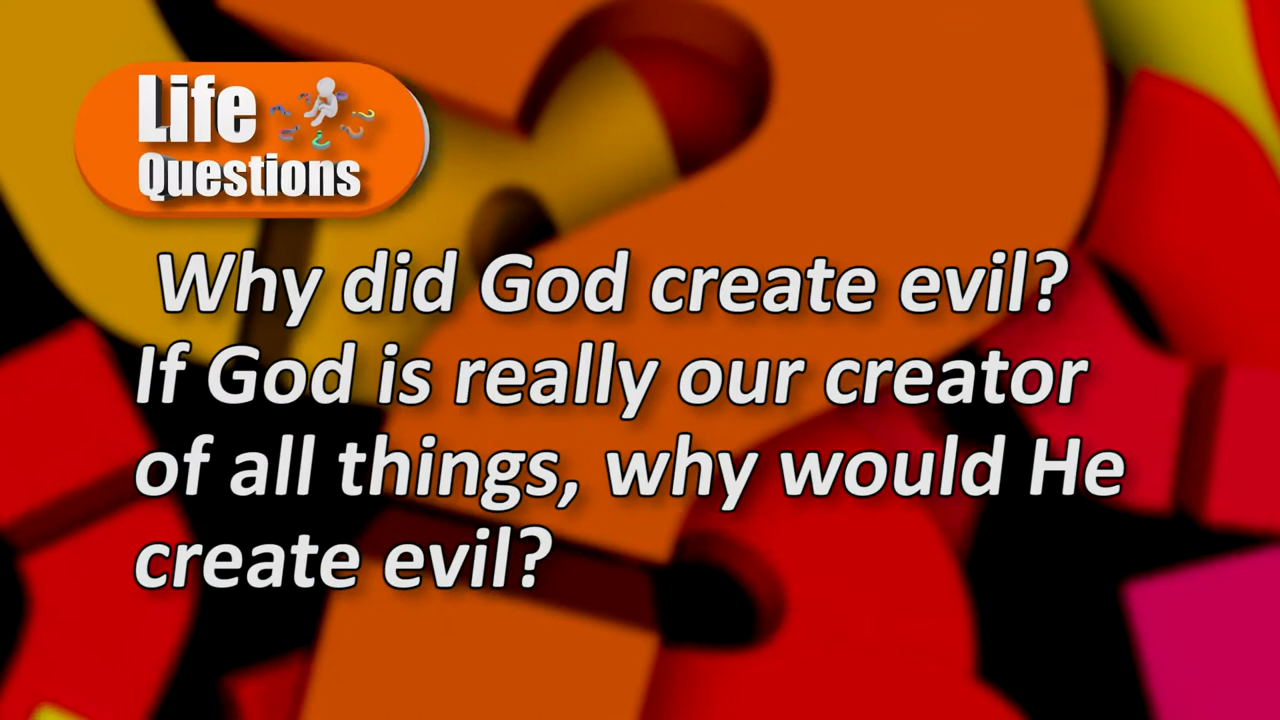 Life
Questions
Why did God create evil?
If God is really our creator
of all things, why would He
create evil?